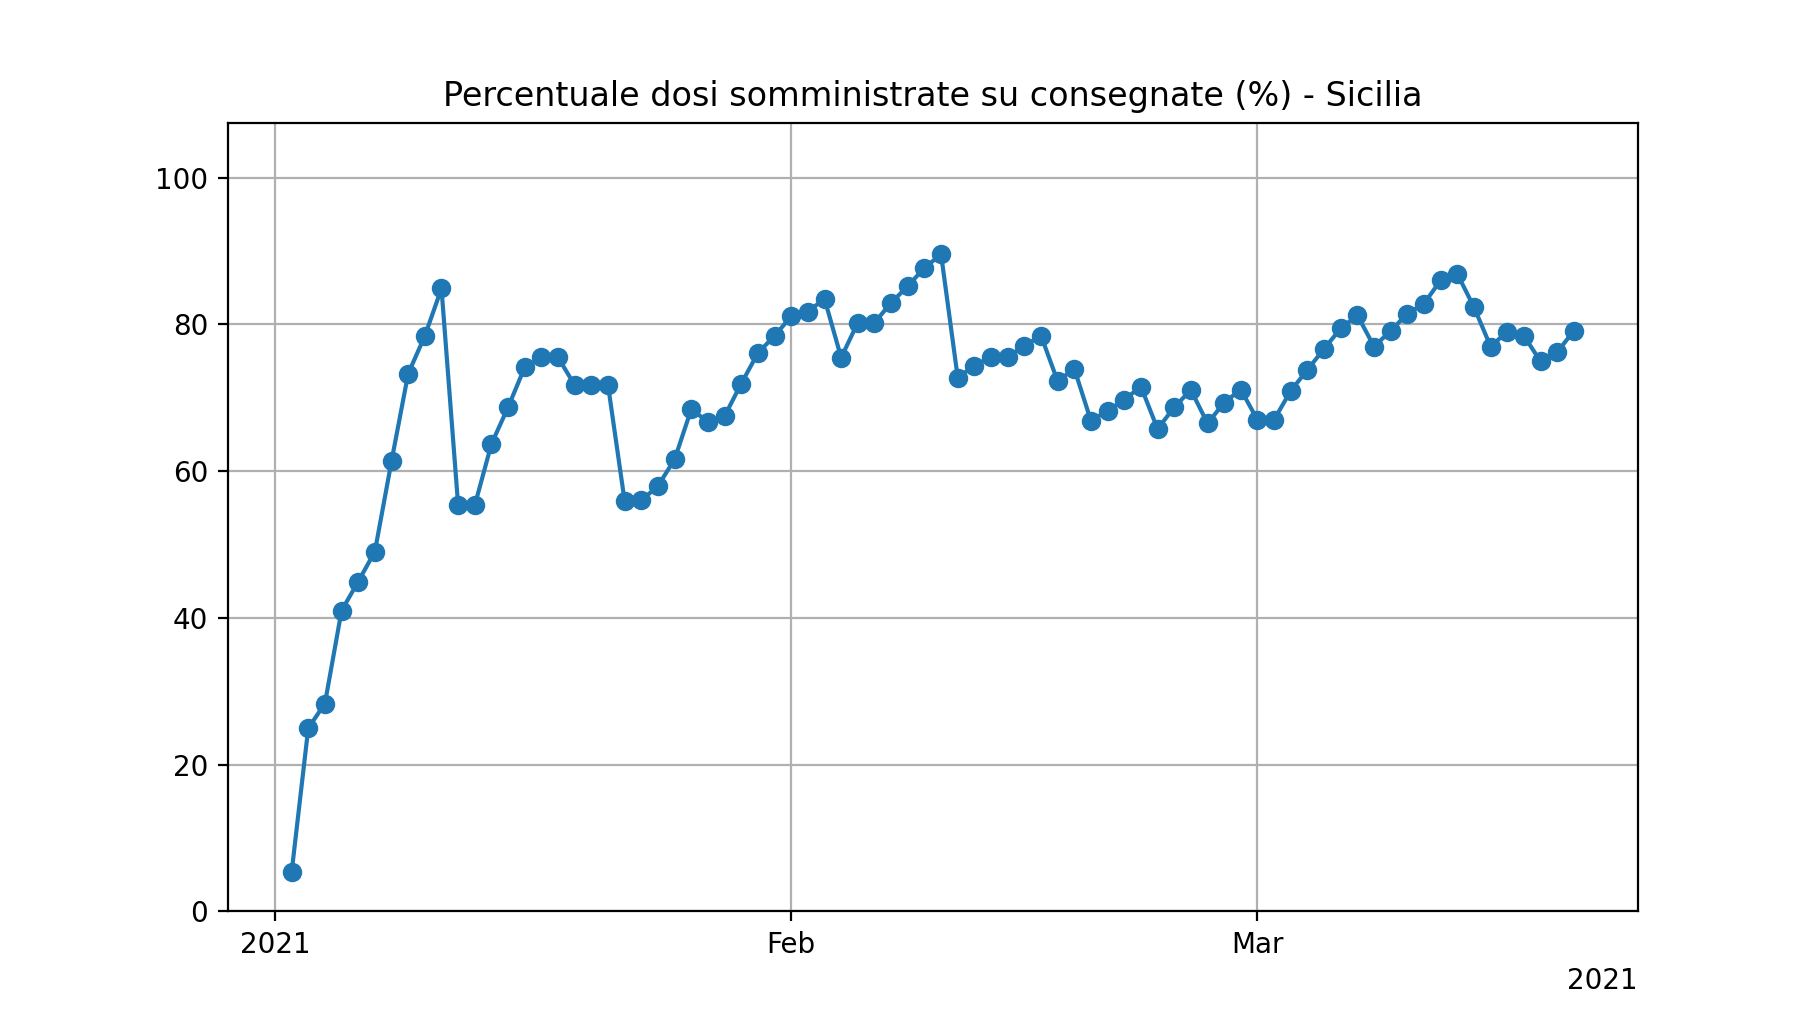 Percentuale dosi somministrate su consegnate (%) - Sicilia
100
80
60
40
20
0
2021
Feb
Mar
2021